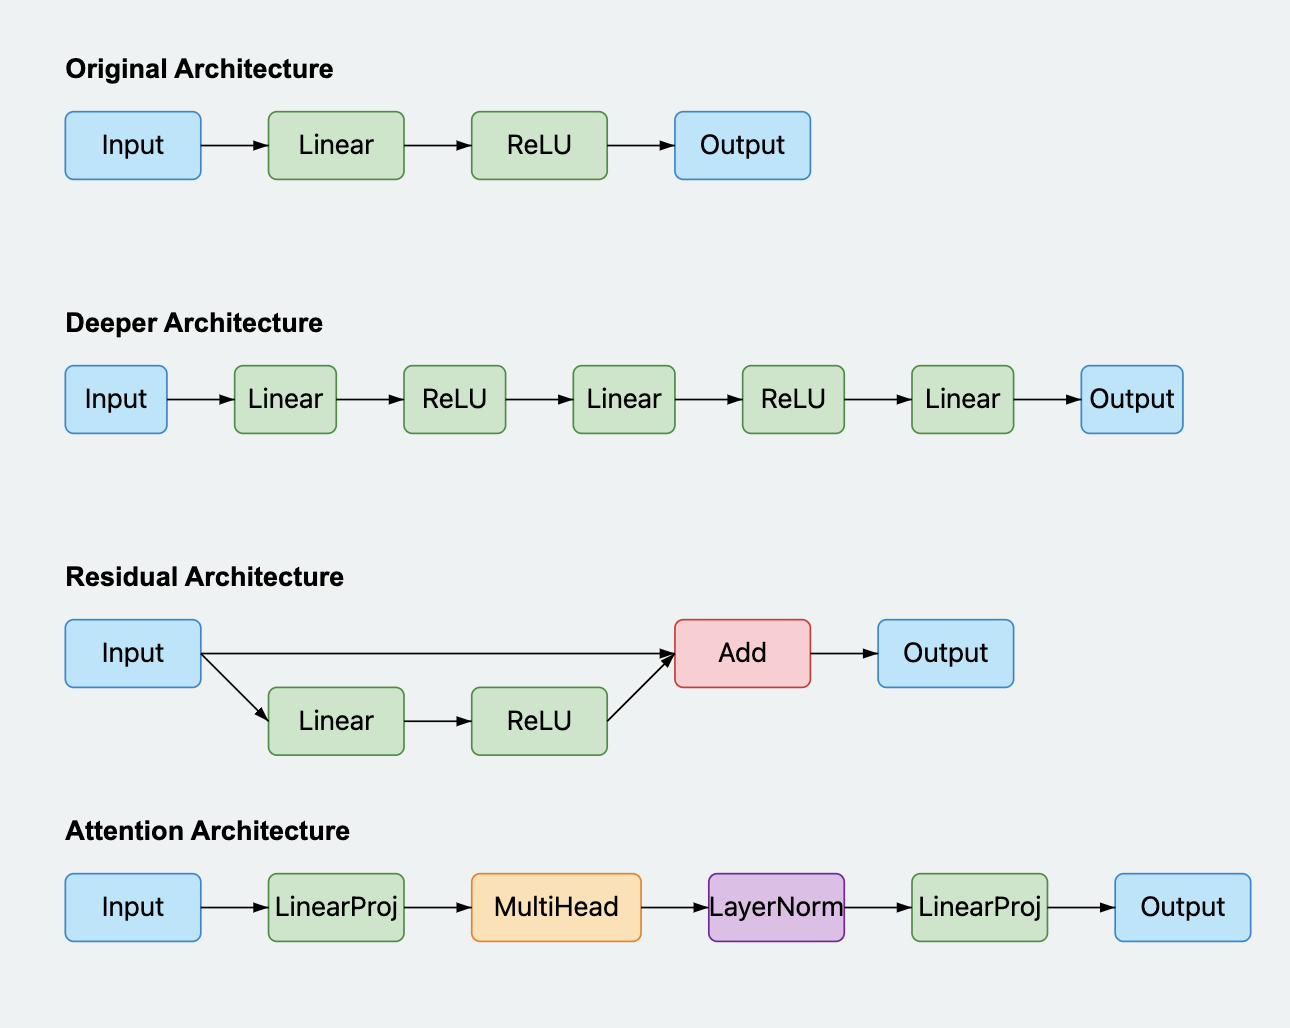 Original Architecture
Input Linear ReLU Output
Deeper Architecture
Input Linear ReLU Linear ReLU Linear Output
Residual Architecture
Input Add Output
Linear ReLU
Attention Architecture
Input LinearProj MultiHead LayerNorm LinearProj Output